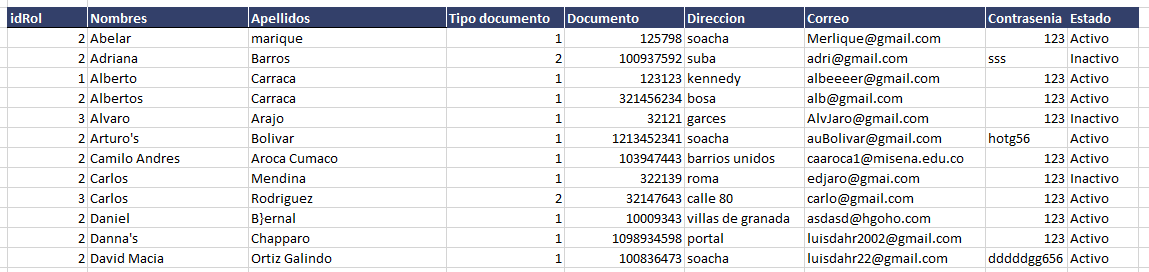 idRol Nombres Apellidos Tipo documento Documento Direccion Correo Contrasenia Estado
2 Abelar marique 1 125798 soacha Merlique@gmail.com 123 Activo
2 Adriana Barros 2 100937592 suba adri@gmail.com sss Inactivo
1 Alberto Carraca 1 123123 kennedy albeeeer@gmail.com 123 Activo
2 Albertos Carraca 1 321456234 bosa alb@gmail.com 123 Activo
3 Alvaro Arajo 1 32121 garces AlvJaro@gmail.com 123 Inactivo
2 Arturo's Bolivar 1 1213452341 soacha auBolivar@gmail.com hotg56 Activo
2 Camilo Andres Aroca Cumaco 1 103947443 barrios unidos caaroca1@misena.edu.co 123 Activo
2 Carlos Mendina 1 322139 roma edjaro@gmai.com 123 Inactivo
3 Carlos Rodriguez 2 32147643 calle 80 carlo@gmail.com 123 Activo
2 Daniel B}ernal 1 10009343 villas de granada asdasd@hgoho.com 123 Activo
2 Danna's Chapparo 1 1098934598 portal luisdahr2002@gmail.com 123 Activo
2 David Macia Ortiz Galindo 1 100836473 soacha luisdahr22@gmail.com dddddgg656 Activo